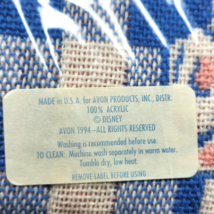 MADE IN U.S.A. for AVON PRODUCTS, INC., DISTR.
100% ACRYLIC
© DISNEY
AVON 1994—ALL RIGHTS RESERVED
Washing is recommended before use.
TO CLEAN: Machine wash separately in warm water.
Tumble dry, low heat.
REMOVE LABEL BEFORE USING